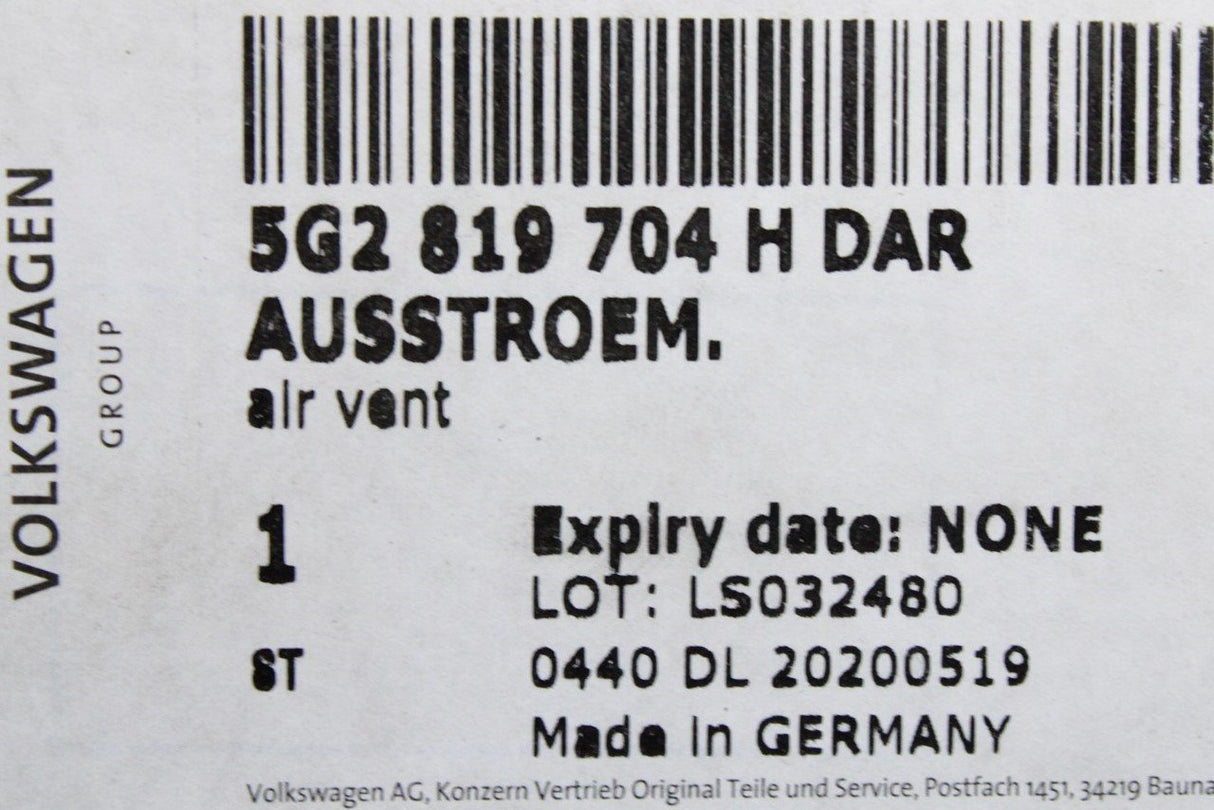 VOLKSWAGEN
GROUP
5G2 819 704 H DAR
AUSSTROEM.
air vent
1
Expiry date: NONE
LOT: LS032480
ST
0440 DL 20200519
Made in GERMANY
Volkswagen AG, Konzern Vertrieb Original Teile und Service, Postfach 1451, 34219 Bauna